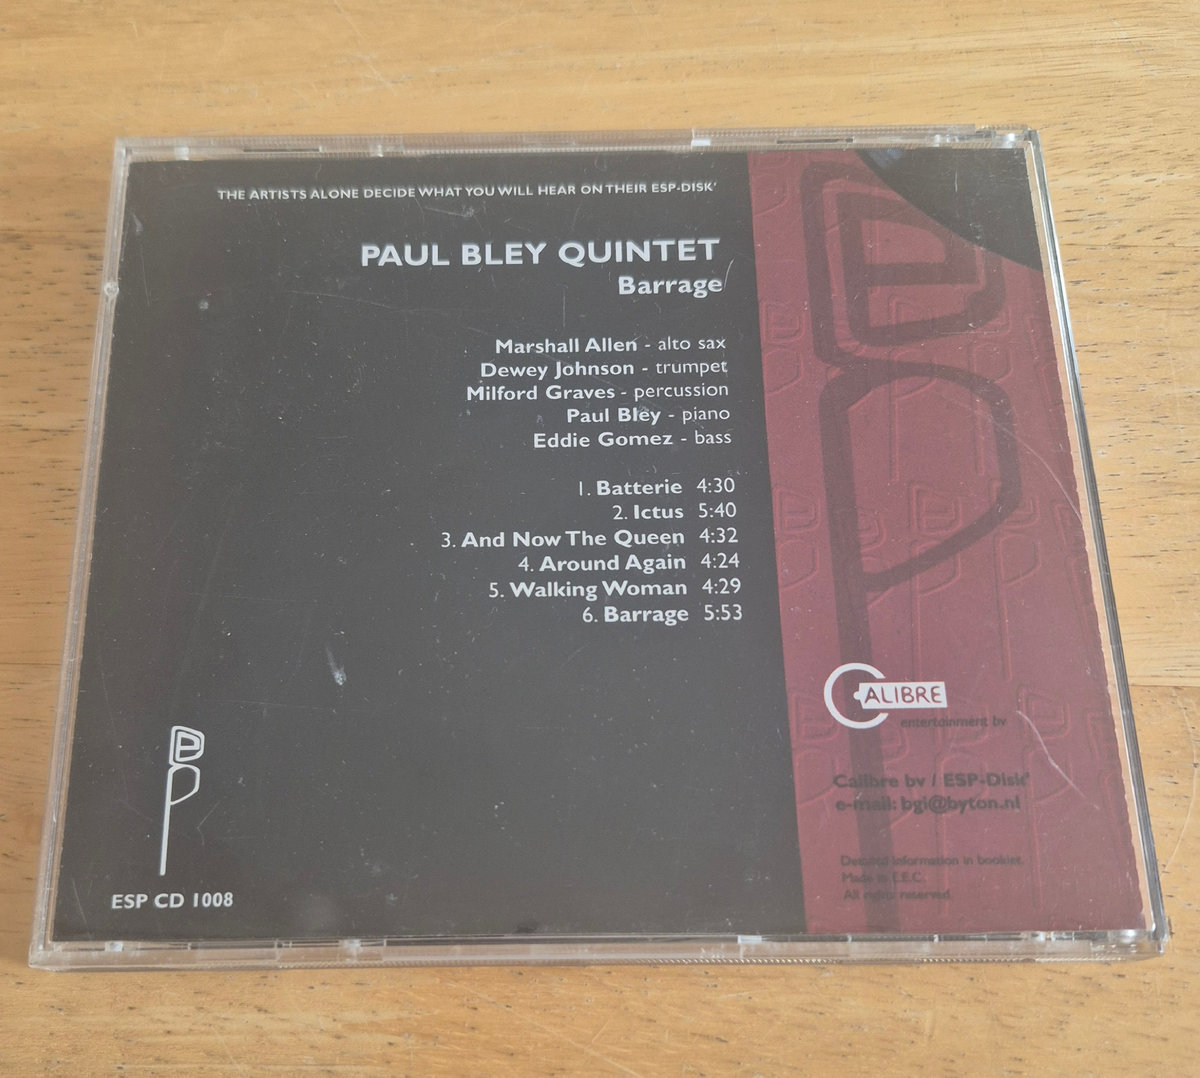 THE ARTISTS ALONE DECIDE WHAT YOU WILL HEAR ON THEIR ESP-DISK'
PAUL BLEY QUINTET
Barrage
Marshall Allen - alto sax
Dewey Johnson - trumpet
Milford Graves - percussion
Paul Bley - piano
Eddie Gomez - bass
1. Batterie 4:30
2. Ictus 5:40
3. And Now The Queen 4:32
4. Around Again 4:24
5. Walking Woman 4:29
6. Barrage 5:53
ESP CD 1008
CALIBRE
entertainment bv
Calibre bv / ESP-Disk'
e-mail: bgi@byton.nl
Detailed information in booklet.
Made in E.E.C.
All rights reserved.